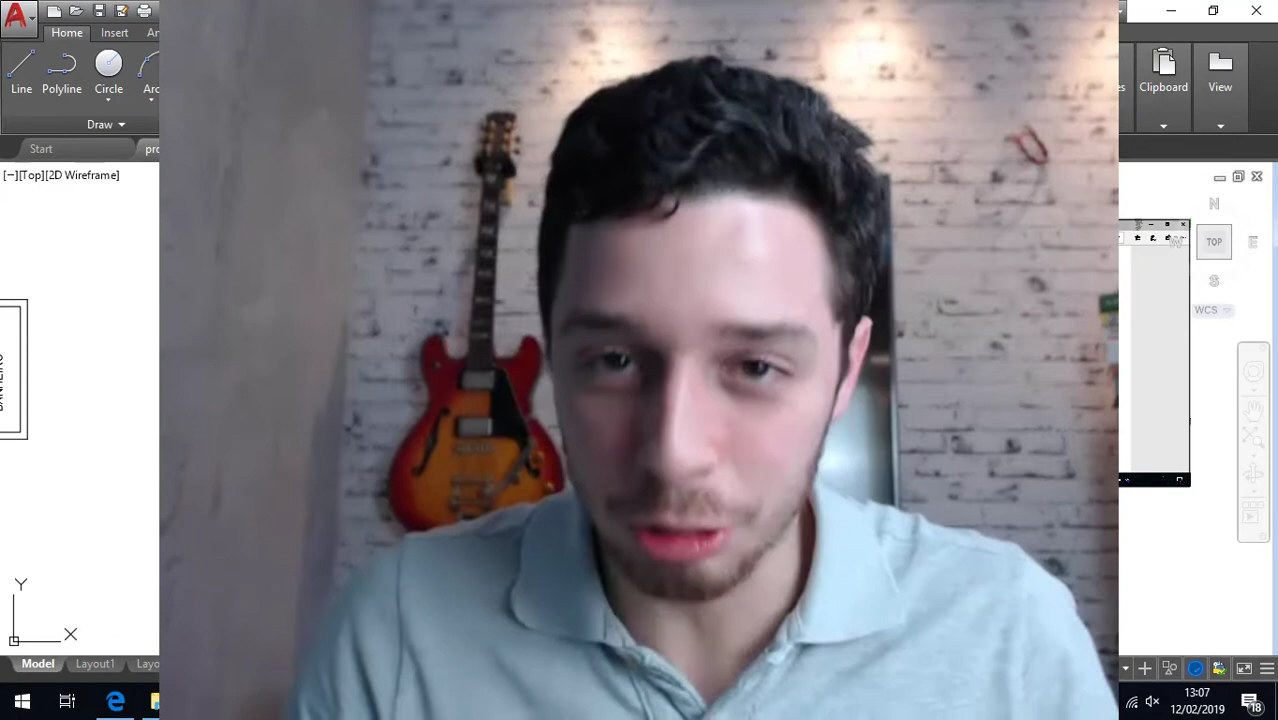 Home Insert
Line Polyline Circle
Clipboard View
Draw
Start
[−][Top][2D Wireframe]
N
W TOP E
S
WCS
Y
X
Model Layout1
13:07
12/02/2019
18